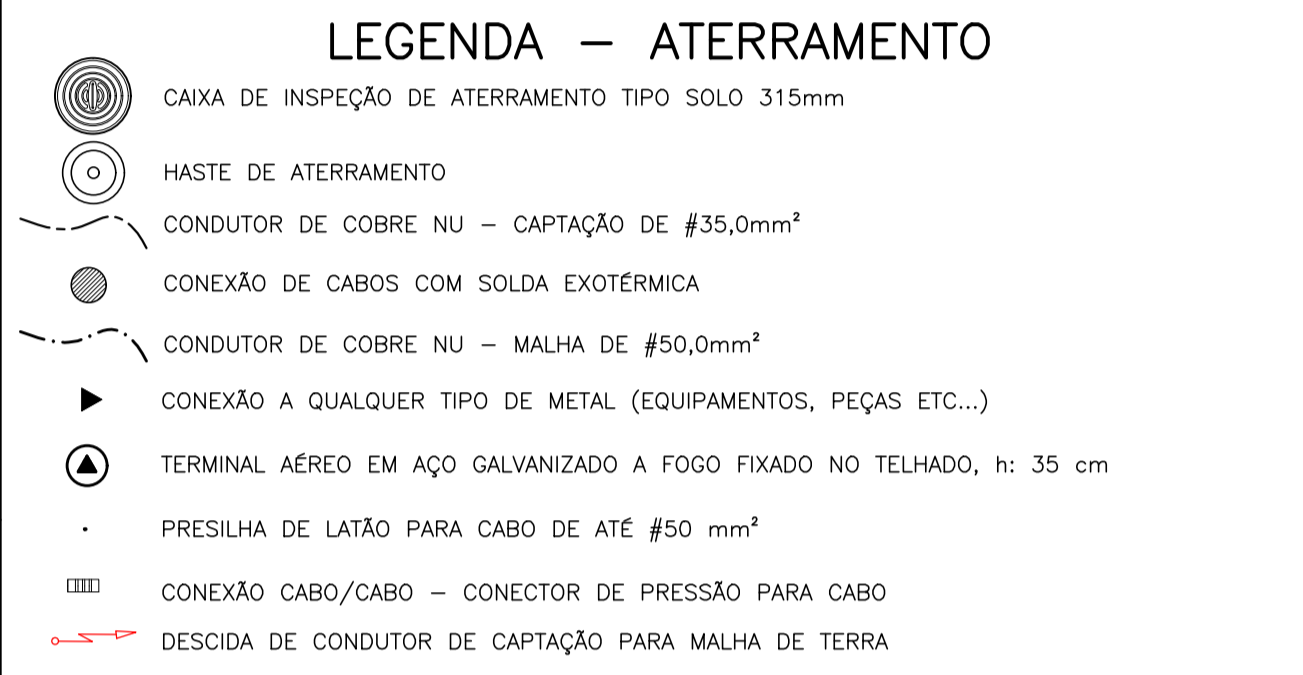 LEGENDA – ATERRAMENTO
CAIXA DE INSPEÇÃO DE ATERRAMENTO TIPO SOLO 315mm
HASTE DE ATERRAMENTO
CONDUTOR DE COBRE NU – CAPTAÇÃO DE #35,0mm²
CONEXÃO DE CABOS COM SOLDA EXOTÉRMICA
CONDUTOR DE COBRE NU – MALHA DE #50,0mm²
CONEXÃO A QUALQUER TIPO DE METAL (EQUIPAMENTOS, PEÇAS ETC...)
TERMINAL AÉREO EM AÇO GALVANIZADO A FOGO FIXADO NO TELHADO, h: 35 cm
PRESILHA DE LATÃO PARA CABO DE ATÉ #50 mm²
CONEXÃO CABO/CABO – CONECTOR DE PRESSÃO PARA CABO
DESCIDA DE CONDUTOR DE CAPTAÇÃO PARA MALHA DE TERRA